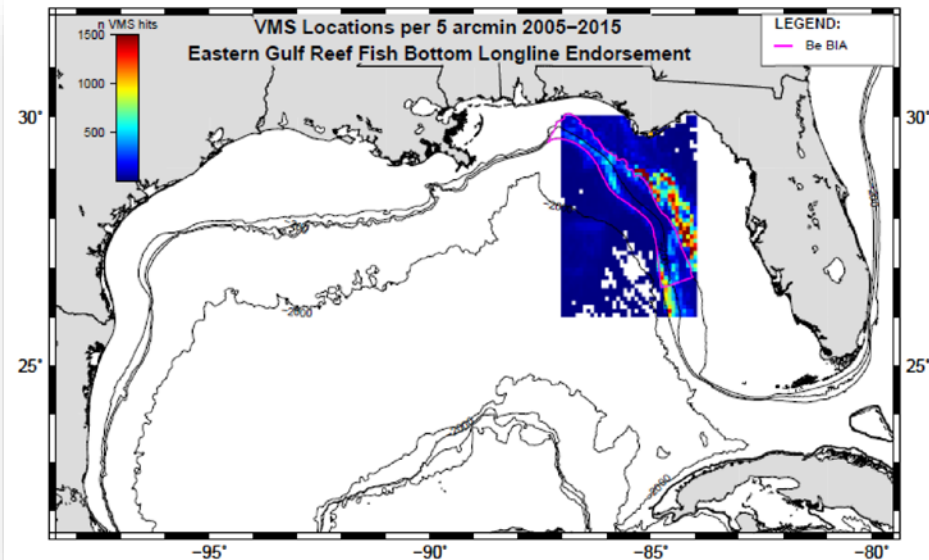 n VMS hits
1500
1000
500
VMS Locations per 5 arcmin 2005−2015
Eastern Gulf Reef Fish Bottom Longline Endorsement
LEGEND:
Be BIA
30°
30°
25°
25°
−2000
−2000
−95°
−90°
−85°
−80°